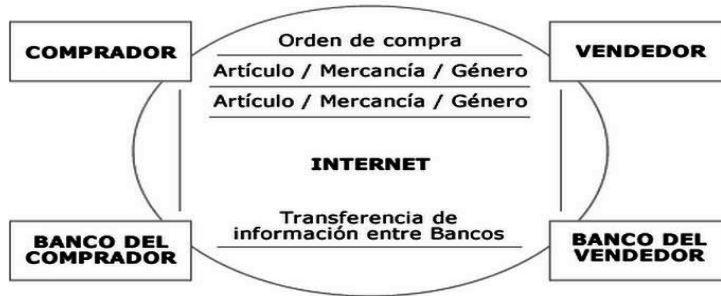 Orden de compra
COMPRADOR
VENDEDOR
Artículo / Mercancía / Género
Artículo / Mercancía / Género
INTERNET
Transferencia de
información entre Bancos
BANCO DEL
COMPRADOR
BANCO DEL
VENDEDOR